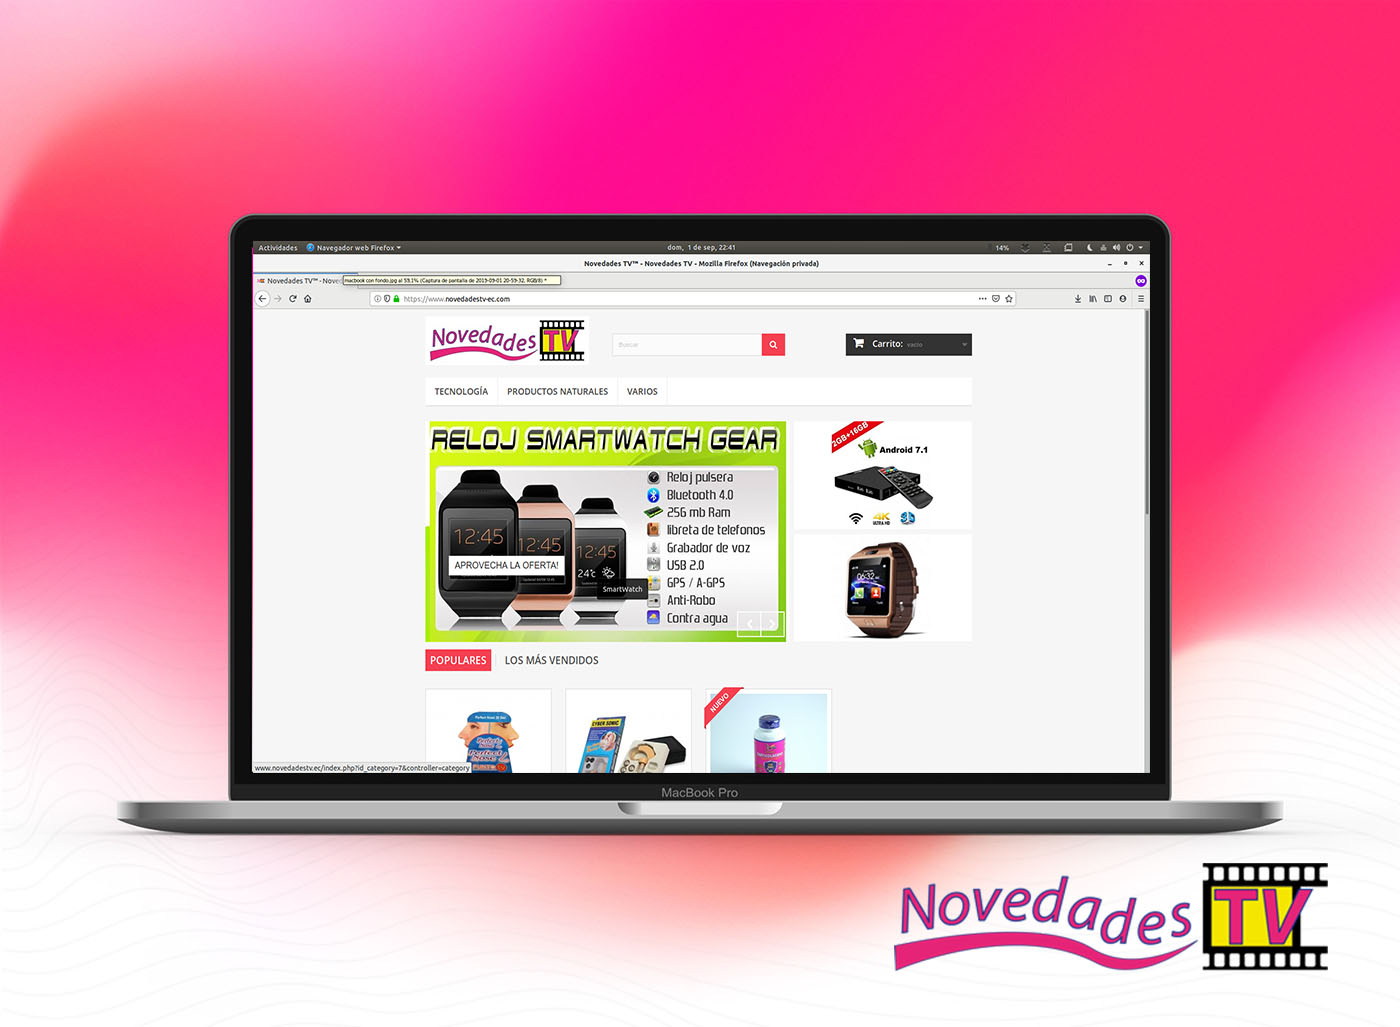 Actividades
Navegador web Firefox
dom, 1 de sep, 22:41
14%
Novedades TV™ - Novedades TV - Mozilla Firefox (Navegación privada)
Novedades TV™ - Noved
macbook con fondo.jpg al 59,1% (Captura de pantalla de 2019-09-01 20-59-32, RGB/8) *
https://www.novedadestv-ec.com
Novedades TV
Buscar
Carrito: vacío
TECNOLOGÍA
PRODUCTOS NATURALES
VARIOS
RELOJ SMARTWATCH GEAR
Reloj pulsera
Bluetooth 4.0
256 mb Ram
libreta de telefonos
Grabador de voz
USB 2.0
GPS / A-GPS
Anti-Robo
Contra agua
12:45
12:45
12:45
24°c
APROVECHA LA OFERTA!
SmartWatch
2GB+16GB
Android 7.1
4K
ULTRA HD
3D
06:32
POPULARES
LOS MÁS VENDIDOS
CYBER SONIC
NUEVO
www.novedadestv.ec/index.php?id_category=7&controller=category
MacBook Pro
Novedades TV